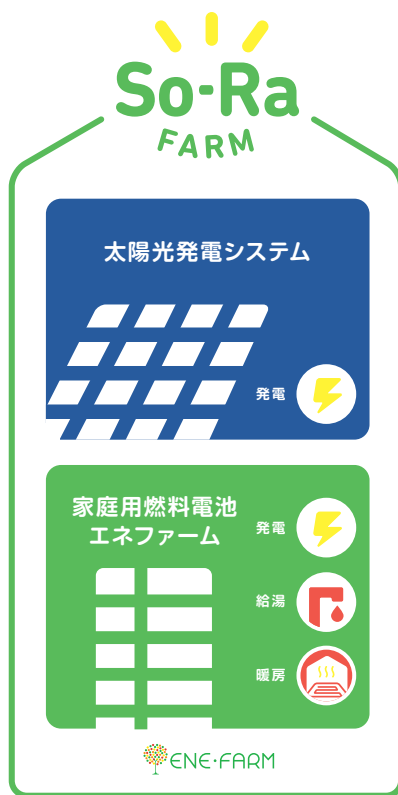 So-Ra
FARM
太陽光発電システム
発電
家庭用燃料電池
エネファーム
発電
給湯
暖房
ENE・FARM